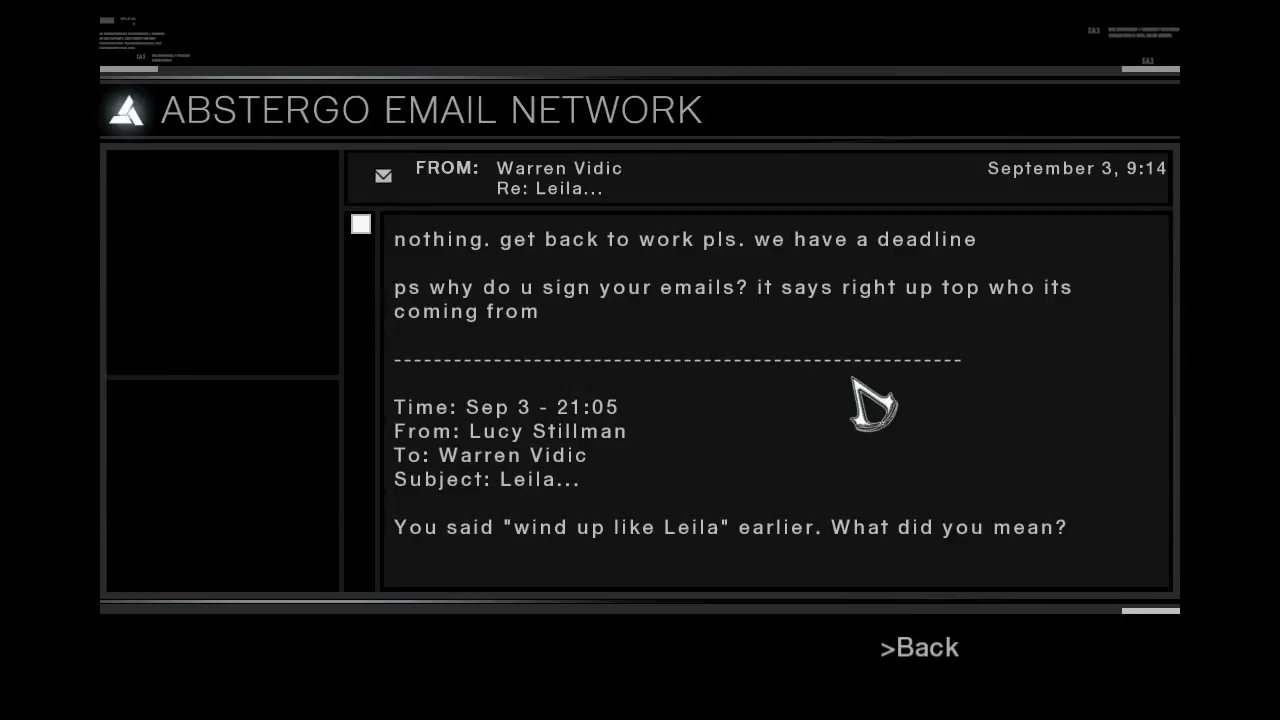 ABSTERGO EMAIL NETWORK
FROM: Warren Vidic
September 3, 9:14
Re: Leila...
nothing. get back to work pls. we have a deadline
ps why do u sign your emails? it says right up top who its
coming from
---------------------------------------------------------
Time: Sep 3 - 21:05
From: Lucy Stillman
To: Warren Vidic
Subject: Leila...
You said "wind up like Leila" earlier. What did you mean?
>Back